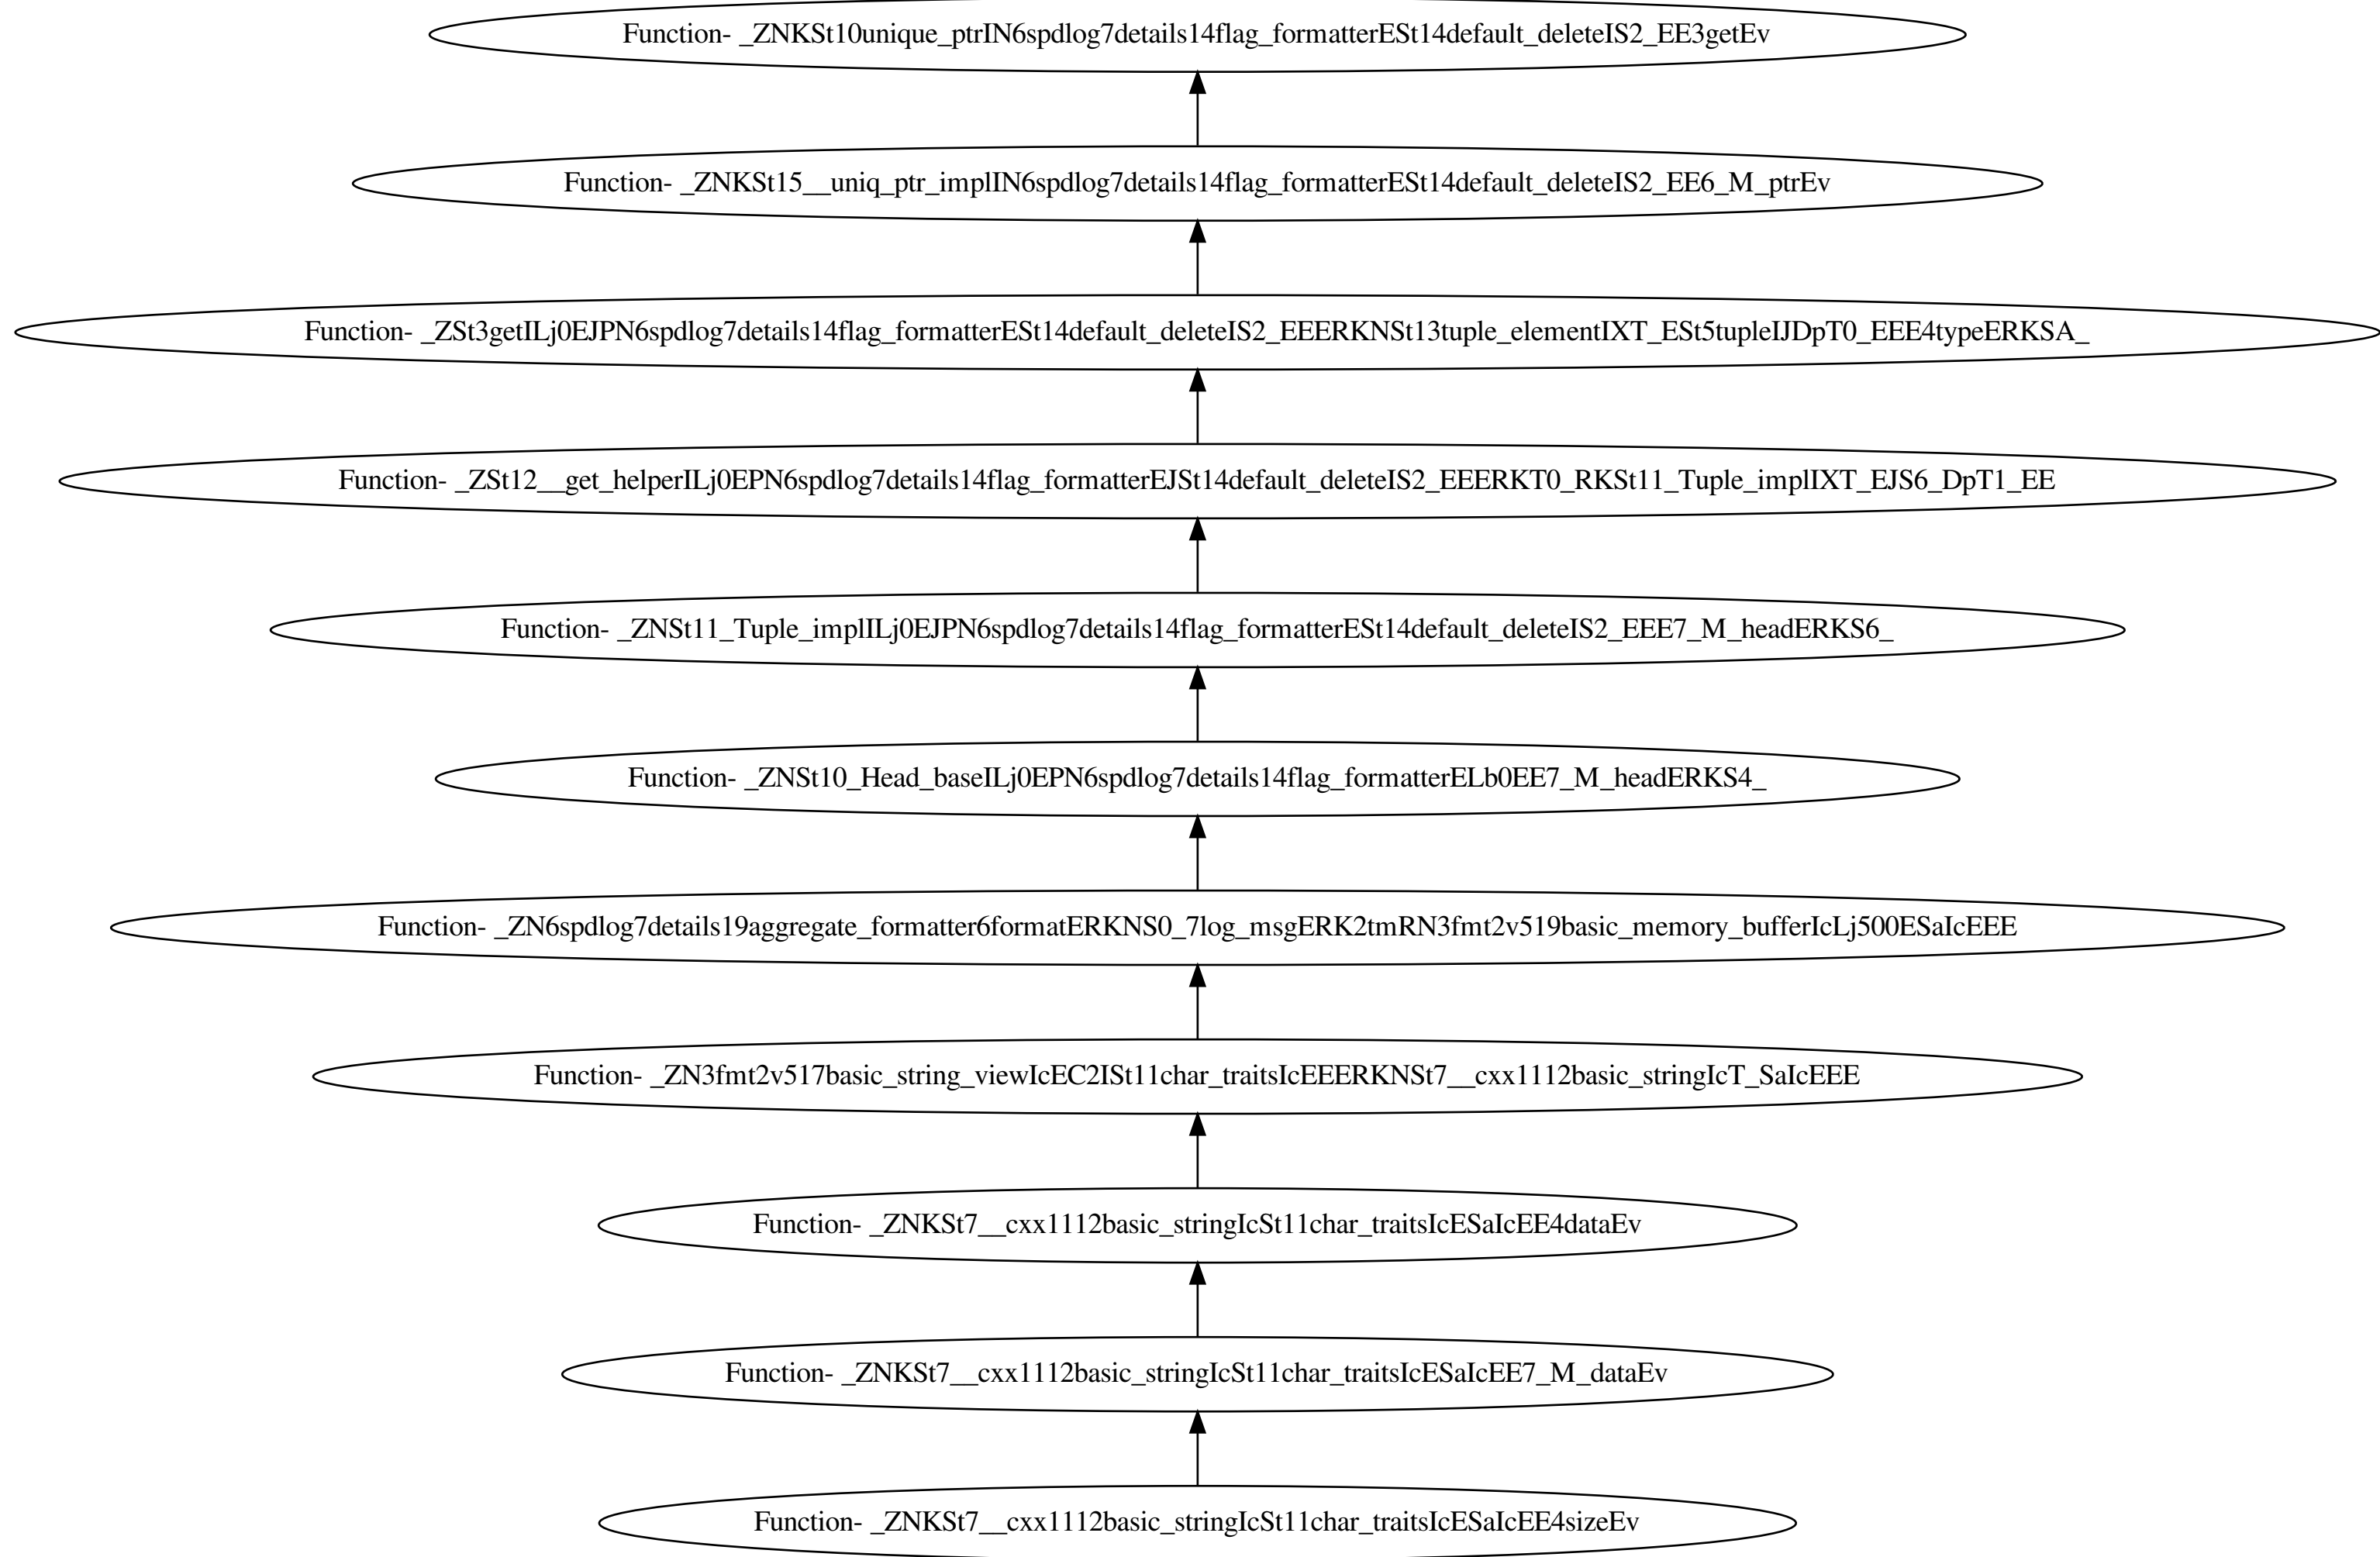 Function- _ZNKSt10unique_ptrIN6spdlog7details14flag_formatterESt14default_deleteIS2_EE3getEv
Function- _ZNKSt15__uniq_ptr_implIN6spdlog7details14flag_formatterESt14default_deleteIS2_EE6_M_ptrEv
Function- _ZSt3getILj0EJPN6spdlog7details14flag_formatterESt14default_deleteIS2_EEERKNSt13tuple_elementIXT_ESt5tupleIJDpT0_EEE4typeERKSA_
Function- _ZSt12__get_helperILj0EPN6spdlog7details14flag_formatterEJSt14default_deleteIS2_EEERKT0_RKSt11_Tuple_implIXT_EJS6_DpT1_EE
Function- _ZNSt11_Tuple_implILj0EJPN6spdlog7details14flag_formatterESt14default_deleteIS2_EEE7_M_headERKS6_
Function- _ZNSt10_Head_baseILj0EPN6spdlog7details14flag_formatterELb0EE7_M_headERKS4_
Function- _ZN6spdlog7details19aggregate_formatter6formatERKNS0_7log_msgERK2tmRN3fmt2v519basic_memory_bufferIcLj500ESaIcEEE
Function- _ZN3fmt2v517basic_string_viewIcEC2ISt11char_traitsIcEEERKNSt7__cxx1112basic_stringIcT_SaIcEEE
Function- _ZNKSt7__cxx1112basic_stringIcSt11char_traitsIcESaIcEE4dataEv
Function- _ZNKSt7__cxx1112basic_stringIcSt11char_traitsIcESaIcEE7_M_dataEv
Function- _ZNKSt7__cxx1112basic_stringIcSt11char_traitsIcESaIcEE4sizeEv